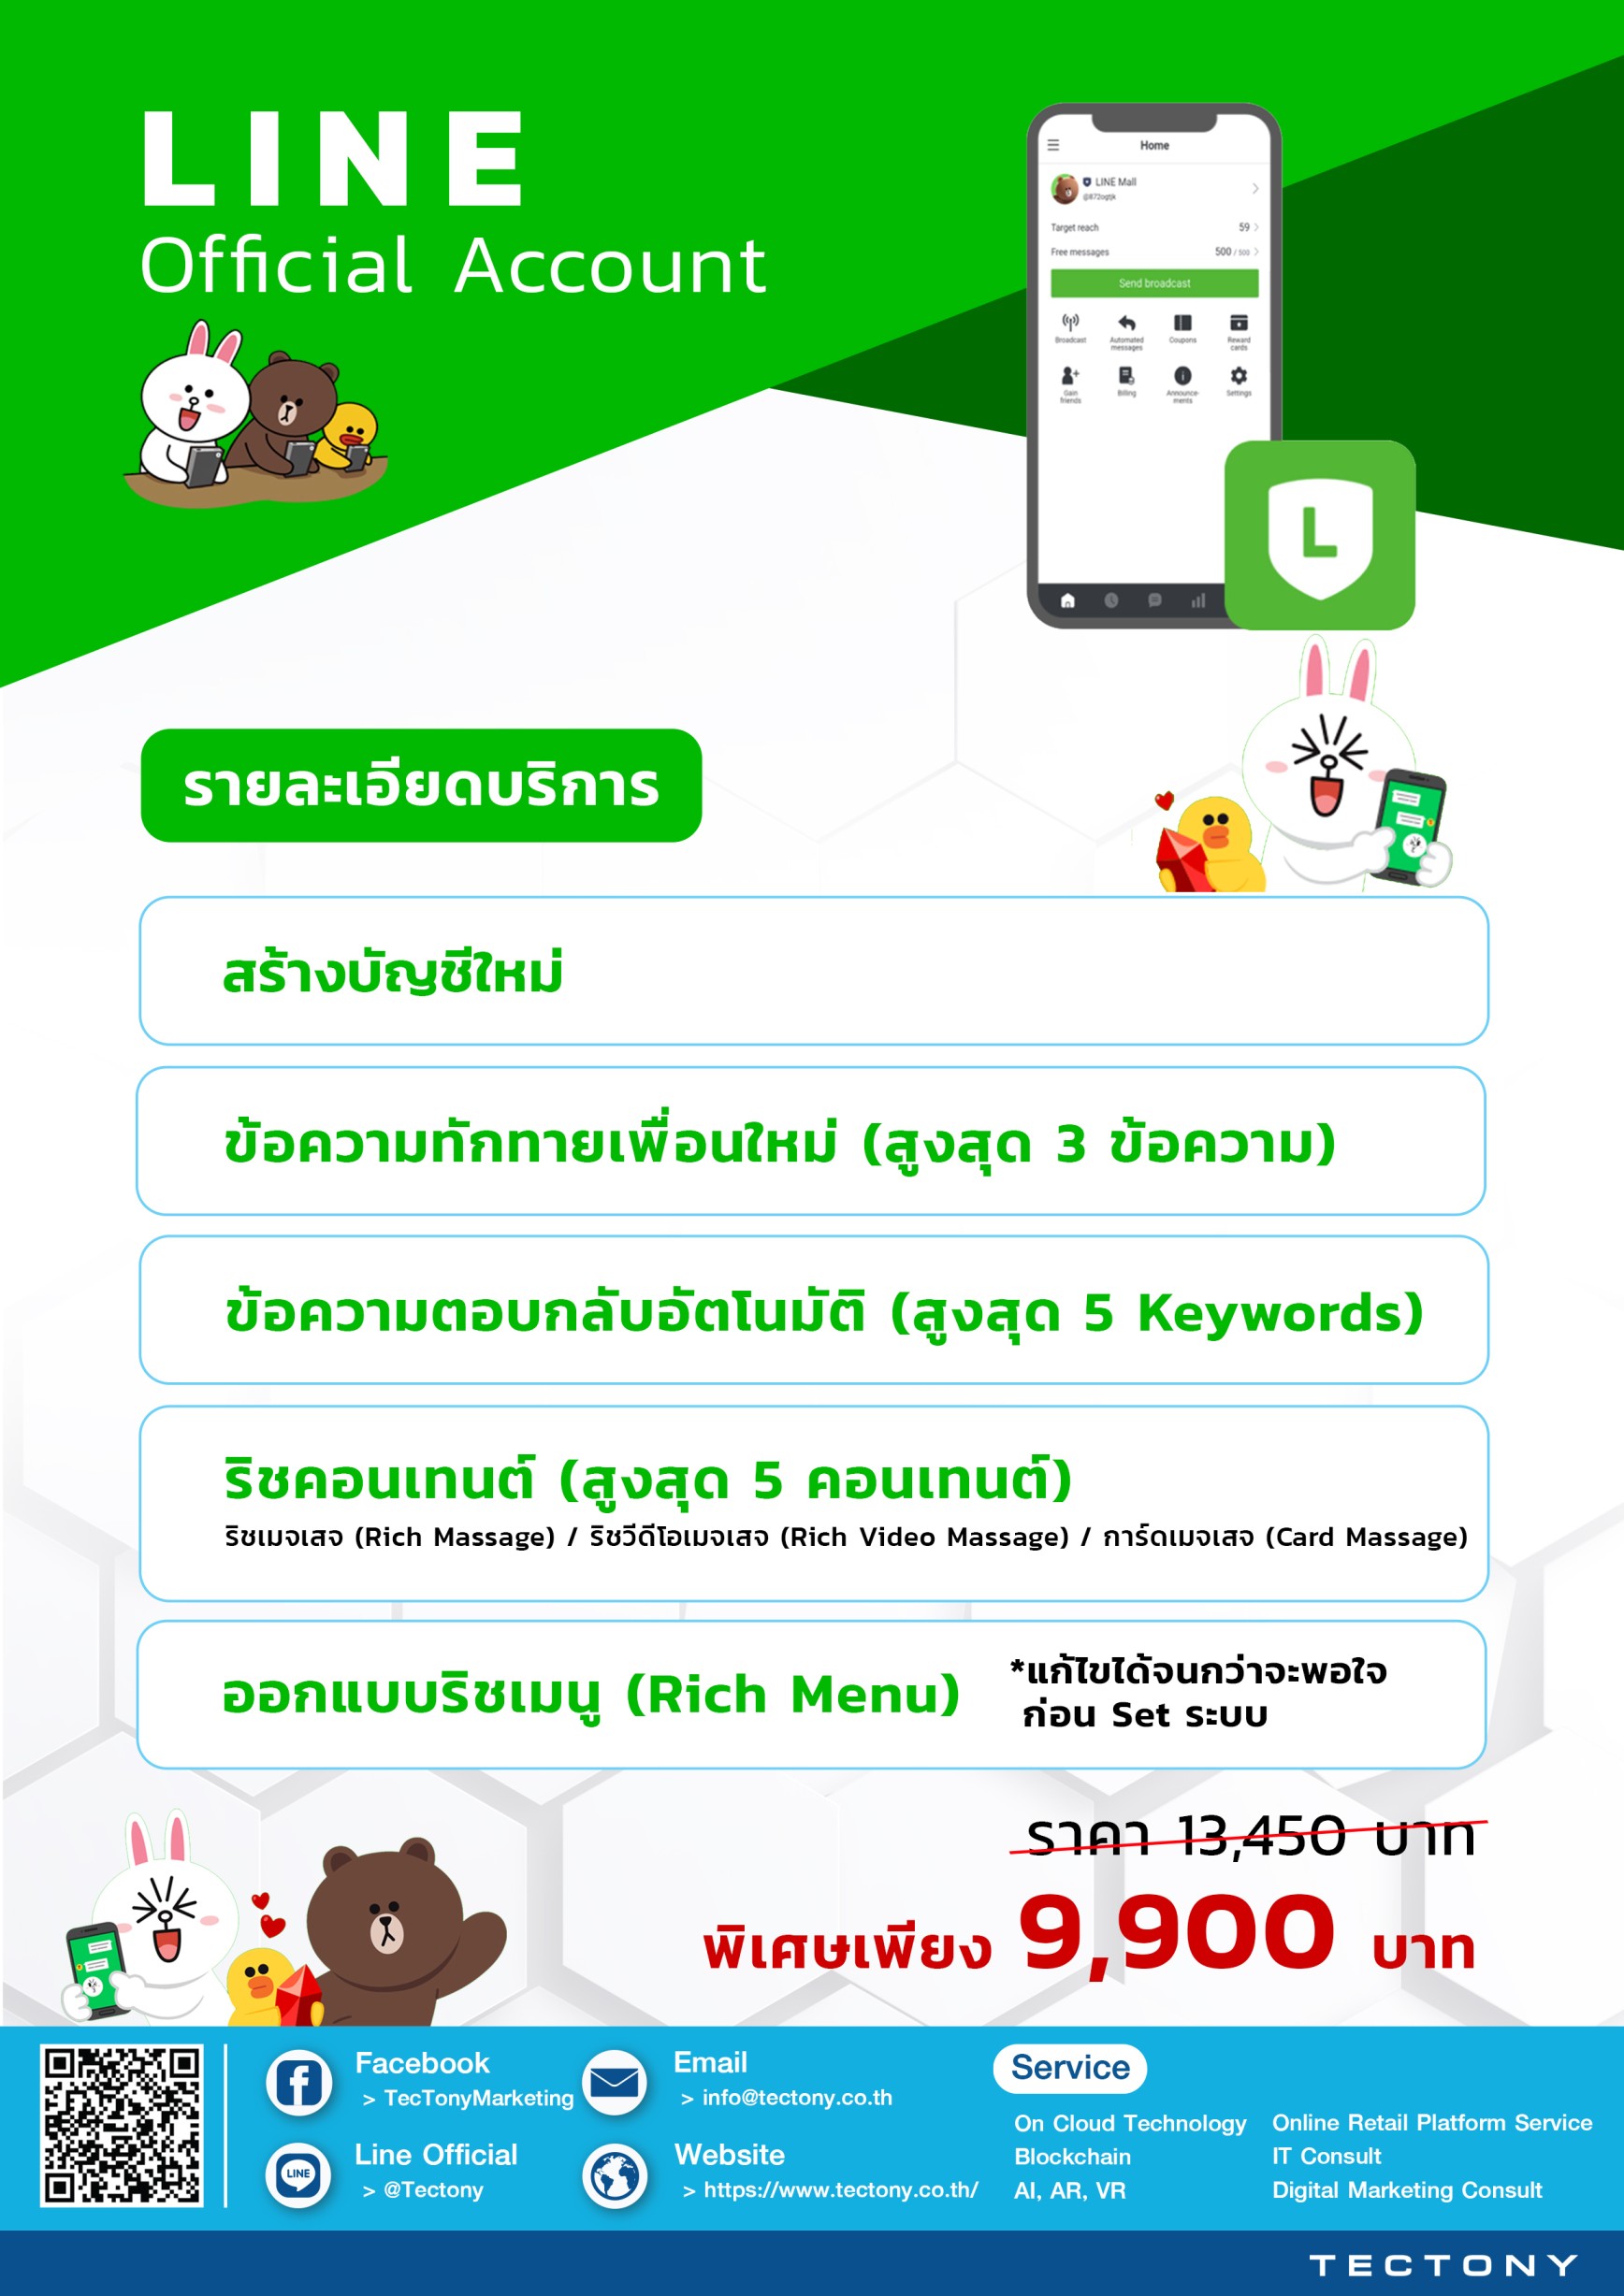 LINE
Official Account
Home
LINE Mall
@872ogtjk
Target reach 59
Free messages 500 / 500
Send broadcast
Broadcast Automated messages Coupons Reward cards
Gain friends Billing Announce-ments Settings
L
รายละเอียดบริการ
สร้างบัญชีใหม่
ข้อความทักทายเพื่อนใหม่ (สูงสุด 3 ข้อความ)
ข้อความตอบกลับอัตโนมัติ (สูงสุด 5 Keywords)
ริชคอนเทนต์ (สูงสุด 5 คอนเทนต์)
ริชเมจเสจ (Rich Massage) / ริชวีดีโอเมจเสจ (Rich Video Massage) / การ์ดเมจเสจ (Card Massage)
ออกแบบริชเมนู (Rich Menu)
*แก้ไขได้จนกว่าจะพอใจ
ก่อน Set ระบบ
ราคา 13,450 บาท
พิเศษเพียง 9,900 บาท
Facebook
> TecTonyMarketing
Line Official
LINE
> @Tectony
Email
> info@tectony.co.th
Website
> https://www.tectony.co.th/
Service
On Cloud Technology
Blockchain
AI, AR, VR
Online Retail Platform Service
IT Consult
Digital Marketing Consult
TECTONY